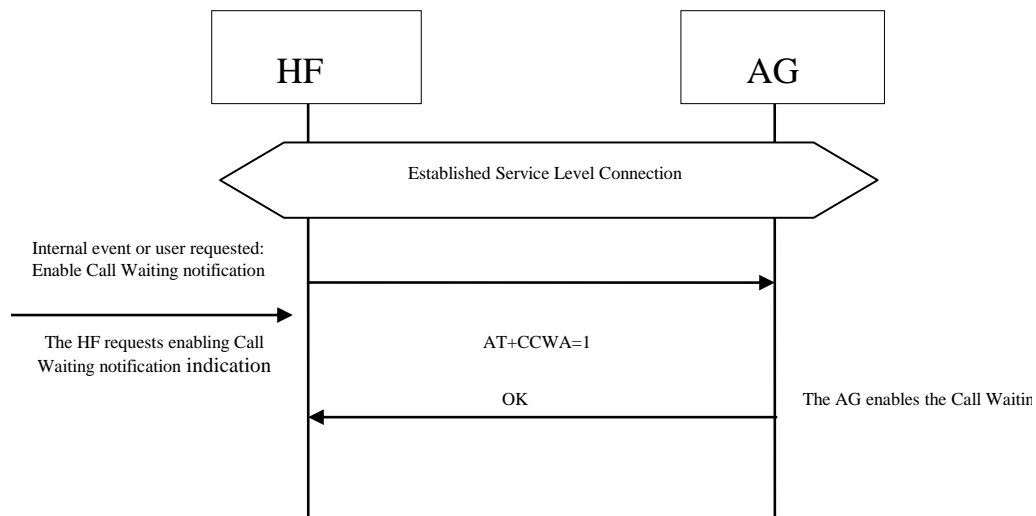 HF
AG
Established Service Level Connection
Internal event or user requested:
Enable Call Waiting notification
The HF requests enabling Call
Waiting notification indication
AT+CCWA=1
OK
The AG enables the Call